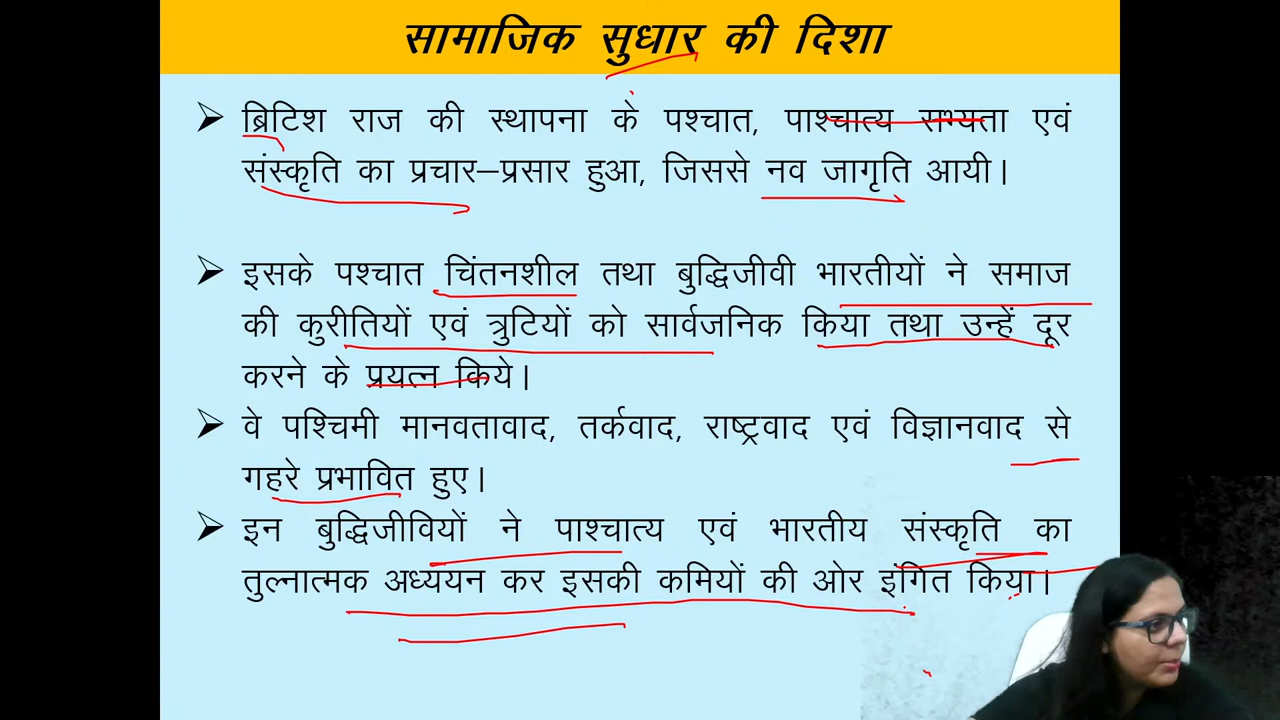 सामाजिक सुधार की दिशा
➢ ब्रिटिश राज की स्थापना के पश्चात, पाश्चात्य सभ्यता एवं
संस्कृति का प्रचार–प्रसार हुआ, जिससे नव जागृति आयी।
➢ इसके पश्चात चिंतनशील तथा बुद्धिजीवी भारतीयों ने समाज
की कुरीतियों एवं त्रुटियों को सार्वजनिक किया तथा उन्हें दूर
करने के प्रयत्न किये।
➢ वे पश्चिमी मानवतावाद, तर्कवाद, राष्ट्रवाद एवं विज्ञानवाद से
गहरे प्रभावित हुए।
➢ इन बुद्धिजीवियों ने पाश्चात्य एवं भारतीय संस्कृति का
तुल्नात्मक अध्ययन कर इसकी कमियों की ओर इंगित किया।